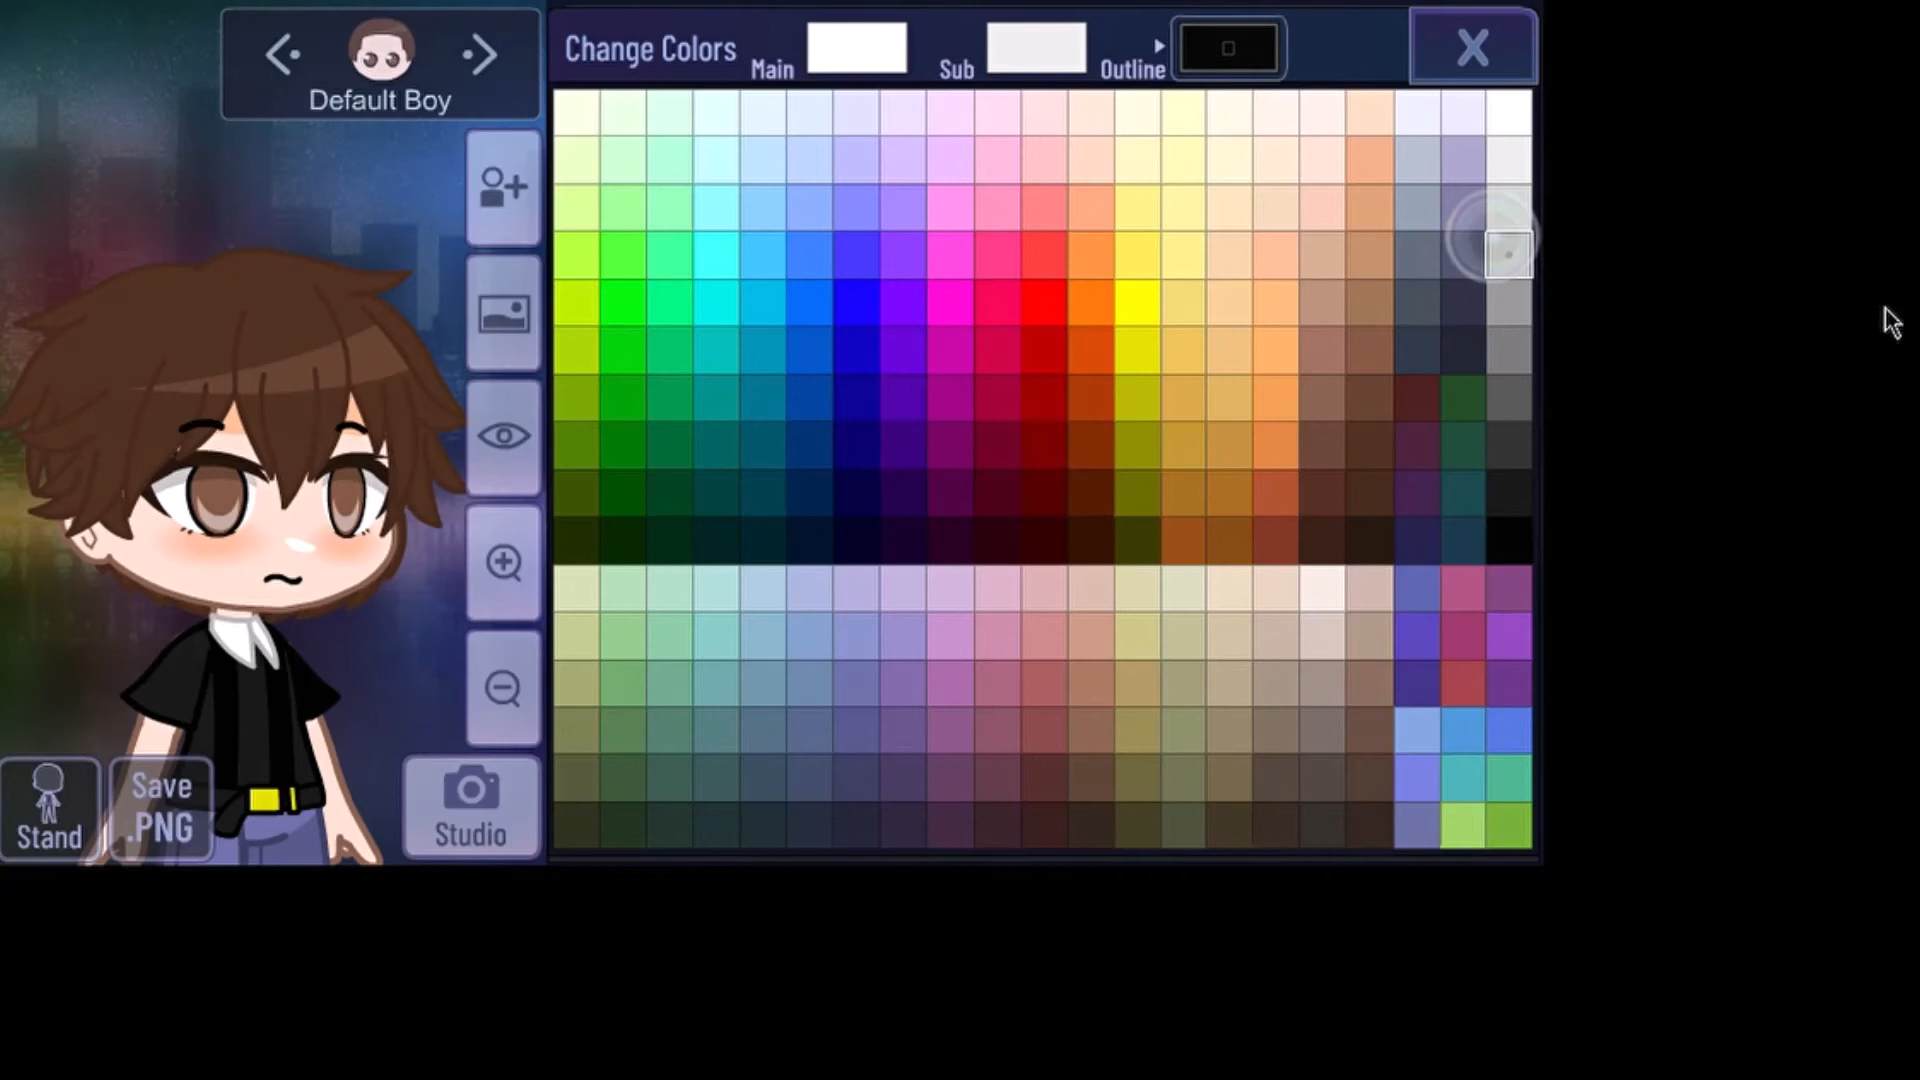 Default Boy
Change Colors
Main
Sub
Outline
X
Stand
Save
.PNG
Studio